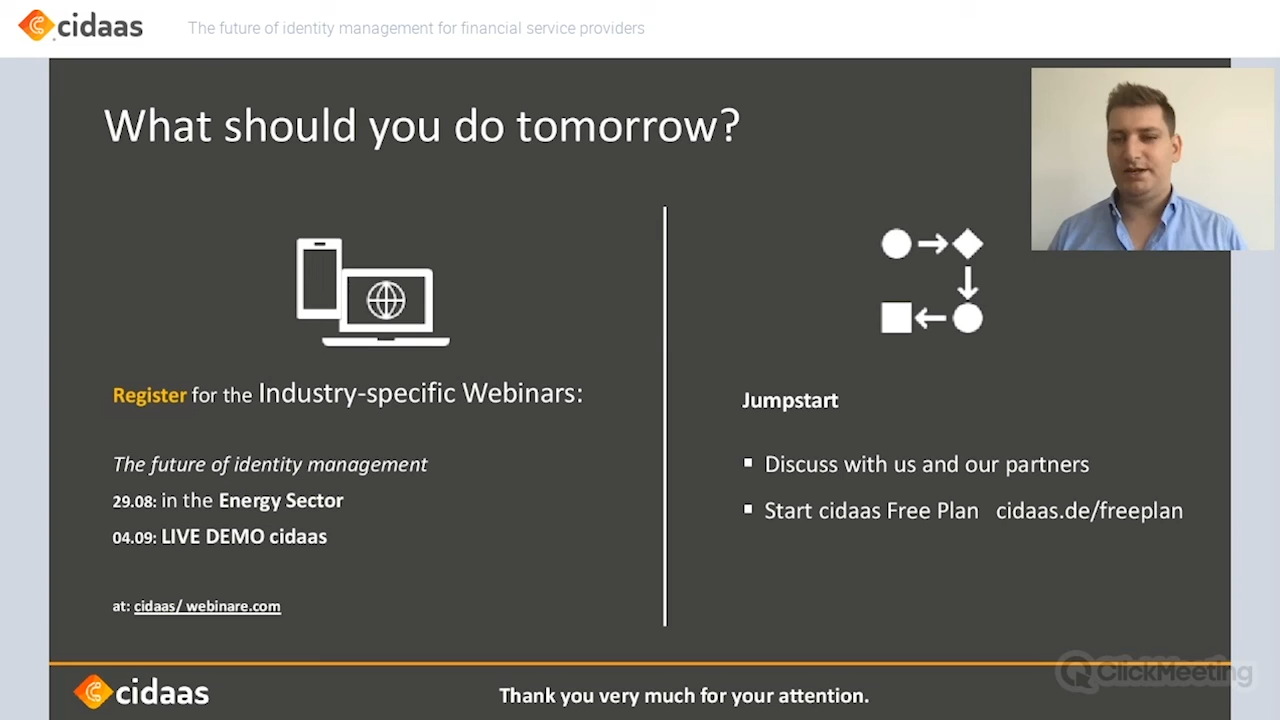 cidaas
The future of identity management for financial service providers
What should you do tomorrow?
Register for the Industry-specific Webinars:
The future of identity management
29.08: in the Energy Sector
04.09: LIVE DEMO cidaas
at: cidaas/ webinare.com
Jumpstart
▪ Discuss with us and our partners
▪ Start cidaas Free Plan cidaas.de/freeplan
ClickMeeting
cidaas
Thank you very much for your attention.